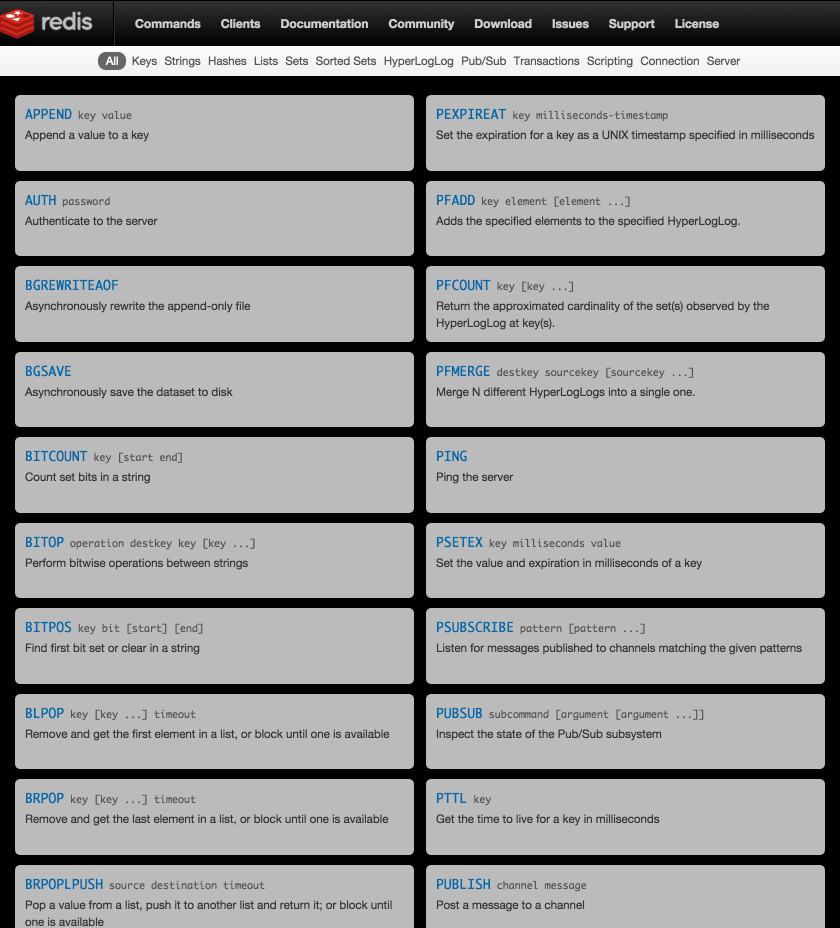 redis
Commands Clients Documentation Community Download Issues Support License
All Keys Strings Hashes Lists Sets Sorted Sets HyperLogLog Pub/Sub Transactions Scripting Connection Server
APPEND key value
Append a value to a key
AUTH password
Authenticate to the server
BGREWRITEAOF
Asynchronously rewrite the append-only file
BGSAVE
Asynchronously save the dataset to disk
BITCOUNT key [start end]
Count set bits in a string
BITOP operation destkey key [key ...]
Perform bitwise operations between strings
BITPOS key bit [start] [end]
Find first bit set or clear in a string
BLPOP key [key ...] timeout
Remove and get the first element in a list, or block until one is available
BRPOP key [key ...] timeout
Remove and get the last element in a list, or block until one is available
BRPOPLPUSH source destination timeout
Pop a value from a list, push it to another list and return it; or block until
one is available
PEXPIREAT key milliseconds-timestamp
Set the expiration for a key as a UNIX timestamp specified in milliseconds
PFADD key element [element ...]
Adds the specified elements to the specified HyperLogLog.
PFCOUNT key [key ...]
Return the approximated cardinality of the set(s) observed by the
HyperLogLog at key(s).
PFMERGE destkey sourcekey [sourcekey ...]
Merge N different HyperLogLogs into a single one.
PING
Ping the server
PSETEX key milliseconds value
Set the value and expiration in milliseconds of a key
PSUBSCRIBE pattern [pattern ...]
Listen for messages published to channels matching the given patterns
PUBSUB subcommand [argument [argument ...]]
Inspect the state of the Pub/Sub subsystem
PTTL key
Get the time to live for a key in milliseconds
PUBLISH channel message
Post a message to a channel